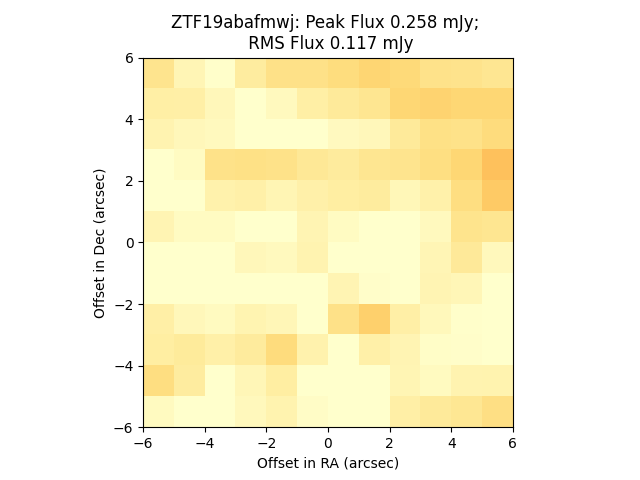 ZTF19abafmwj: Peak Flux 0.258 mJy;
RMS Flux 0.117 mJy
6
4
2
0
−2
−4
−6
Offset in Dec (arcsec)
−6 −4 −2 0 2 4 6
Offset in RA (arcsec)